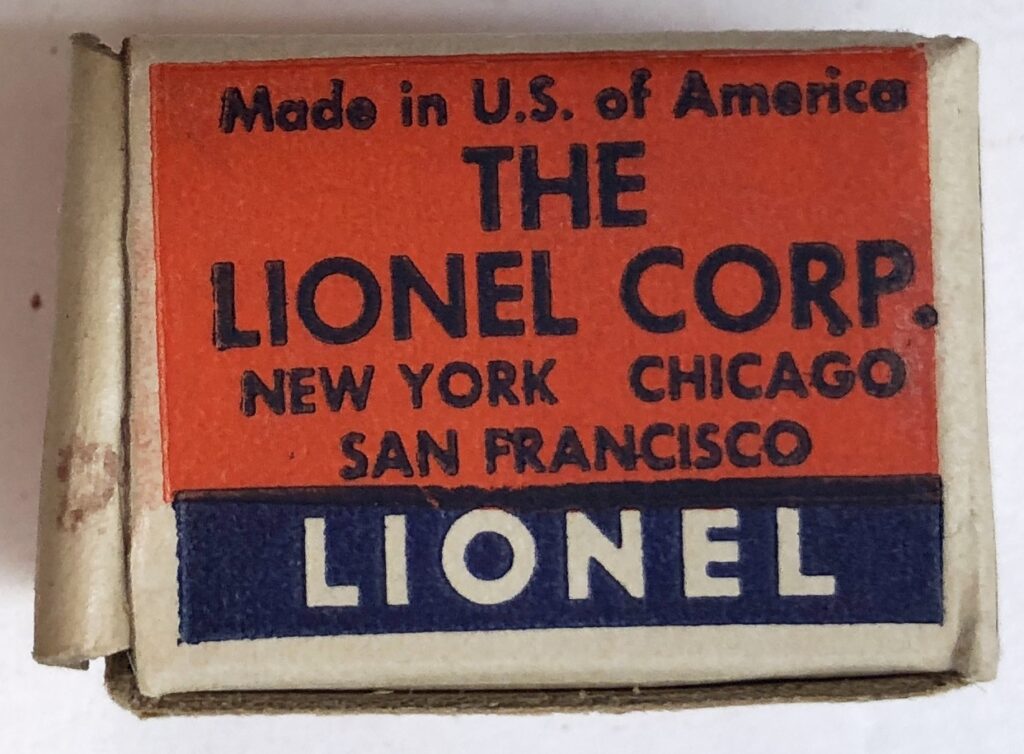 Made in U.S. of America
THE
LIONEL CORP.
NEW YORK CHICAGO
SAN FRANCISCO
LIONEL